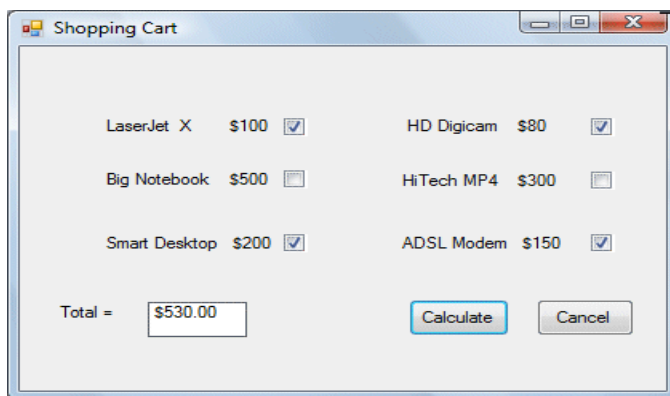 Shopping Cart
LaserJet X $100 HD Digicam $80
Big Notebook $500 HiTech MP4 $300
Smart Desktop $200 ADSL Modem $150
Total = $530.00 Calculate Cancel